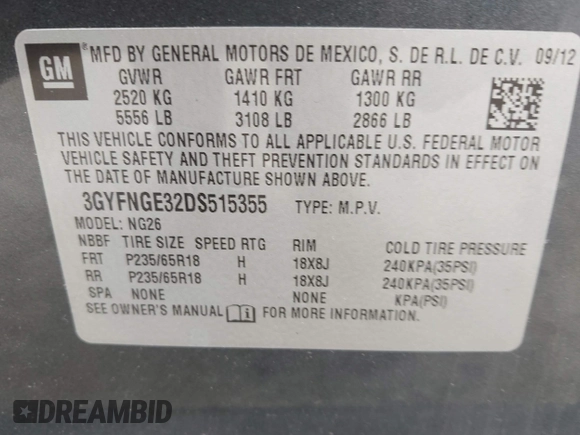 GM
® MFD BY GENERAL MOTORS DE MEXICO, S. DE R.L. DE C.V. 09/12
GVWR GAWR FRT GAWR RR
2520 KG 1410 KG 1300 KG
5556 LB 3108 LB 2866 LB
THIS VEHICLE CONFORMS TO ALL APPLICABLE U.S. FEDERAL MOTOR
VEHICLE SAFETY AND THEFT PREVENTION STANDARDS IN EFFECT ON
THE DATE OF MANUFACTURE SHOWN ABOVE.
3GYFNGE32DS515355 TYPE: M.P.V.
MODEL: NG26
NBBF TIRE SIZE SPEED RTG RIM COLD TIRE PRESSURE
FRT P235/65R18 H 18X8J 240KPA(35PSI)
RR P235/65R18 H 18X8J 240KPA(35PSI)
SPA NONE NONE KPA(PSI)
SEE OWNER'S MANUAL FOR MORE INFORMATION.
DREAMBID